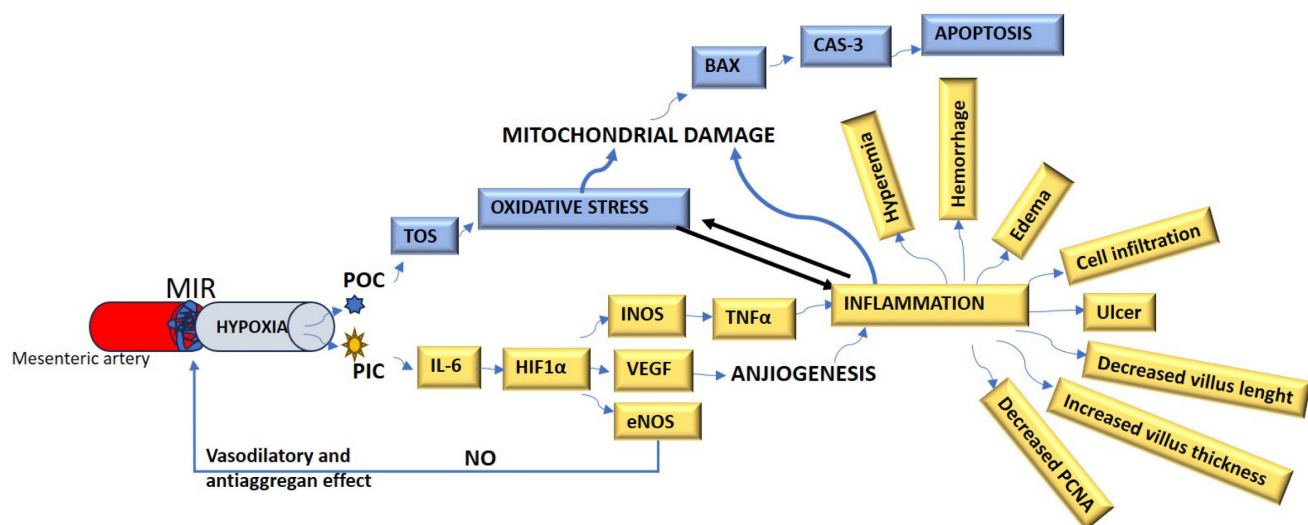 APOPTOSIS
CAS-3
BAX
MITOCHONDRIAL DAMAGE
OXIDATIVE STRESS
TOS
POC
MIR
HYPOXIA
Mesenteric artery
PIC
IL-6
HIF1α
INOS
TNFα
VEGF
ANJIOGENESIS
eNOS
NO
Vasodilatory and
antiaggregan effect
INFLAMMATION
Hyperemia
Hemorrhage
Edema
Cell infiltration
Ulcer
Decreased villus lenght
Increased villus thickness
Decreased PCNA